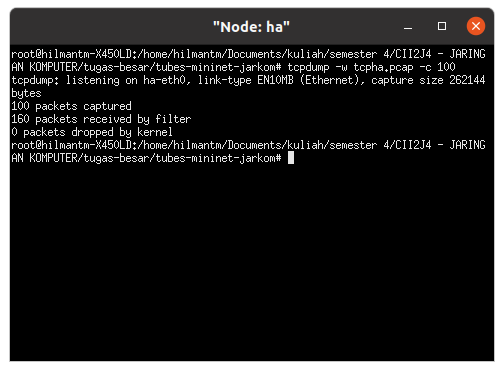 "Node: ha"
root@hilmantm-X450LD:/home/hilmantm/Documents/kuliah/semester 4/CII2J4 - JARING
AN KOMPUTER/tugas-besar/tubes-mininet-jarkom# tcpdump -w tcpha.pcap -c 100
tcpdump: listening on ha-eth0, link-type EN10MB (Ethernet), capture size 262144
bytes
100 packets captured
160 packets received by filter
0 packets dropped by kernel
root@hilmantm-X450LD:/home/hilmantm/Documents/kuliah/semester 4/CII2J4 - JARING
AN KOMPUTER/tugas-besar/tubes-mininet-jarkom#